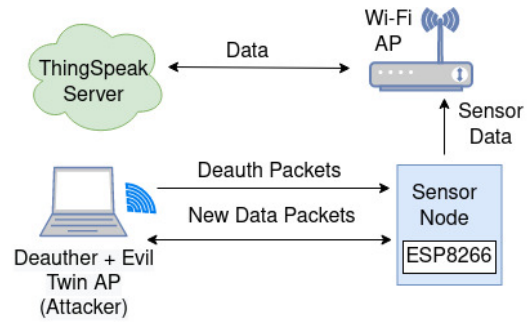 ThingSpeak
Server
Data
Wi-Fi
AP
Sensor
Data
Deauth Packets
New Data Packets
Sensor
Node
ESP8266
Deauther + Evil
Twin AP
(Attacker)